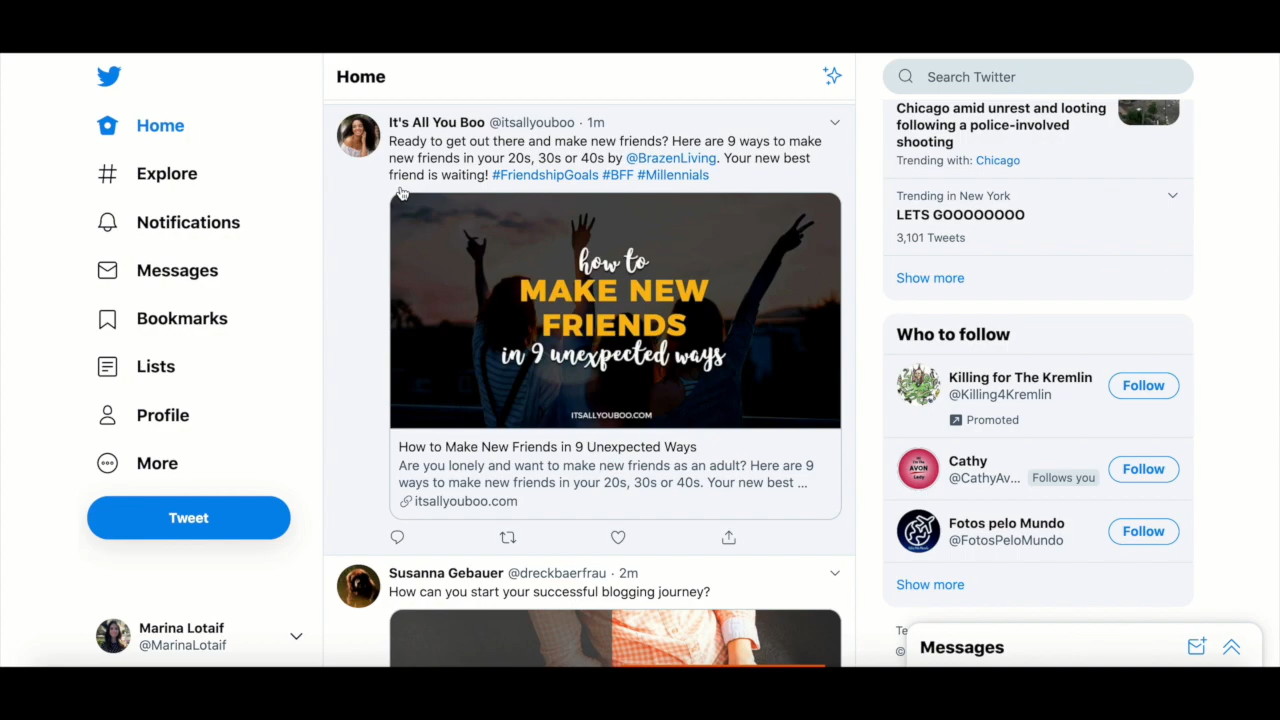 Home
Explore
Notifications
Messages
Bookmarks
Lists
Profile
More
Tweet
Marina Lotaif
@MarinaLotaif
Home
It's All You Boo @itsallyouboo · 1m
Ready to get out there and make new friends? Here are 9 ways to make
new friends in your 20s, 30s or 40s by @BrazenLiving. Your new best
friend is waiting! #FriendshipGoals #BFF #Millennials
how to
MAKE NEW
FRIENDS
in 9 unexpected ways
ITSALLYOUBOO.COM
How to Make New Friends in 9 Unexpected Ways
Are you lonely and want to make new friends as an adult? Here are 9
ways to make new friends in your 20s, 30s or 40s. Your new best ...
itsallyouboo.com
Susanna Gebauer @dreckbaerfrau · 2m
How can you start your successful blogging journey?
Search Twitter
Chicago amid unrest and looting
following a police-involved
shooting
Trending with: Chicago
Trending in New York
LETS GOOOOOOOO
3,101 Tweets
Show more
Who to follow
Killing for The Kremlin
@Killing4Kremlin
Follow
Promoted
Cathy
@CathyAv... Follows you
Follow
AVON
Fotos pelo Mundo
@FotosPeloMundo
Follow
Show more
Te
©
Messages